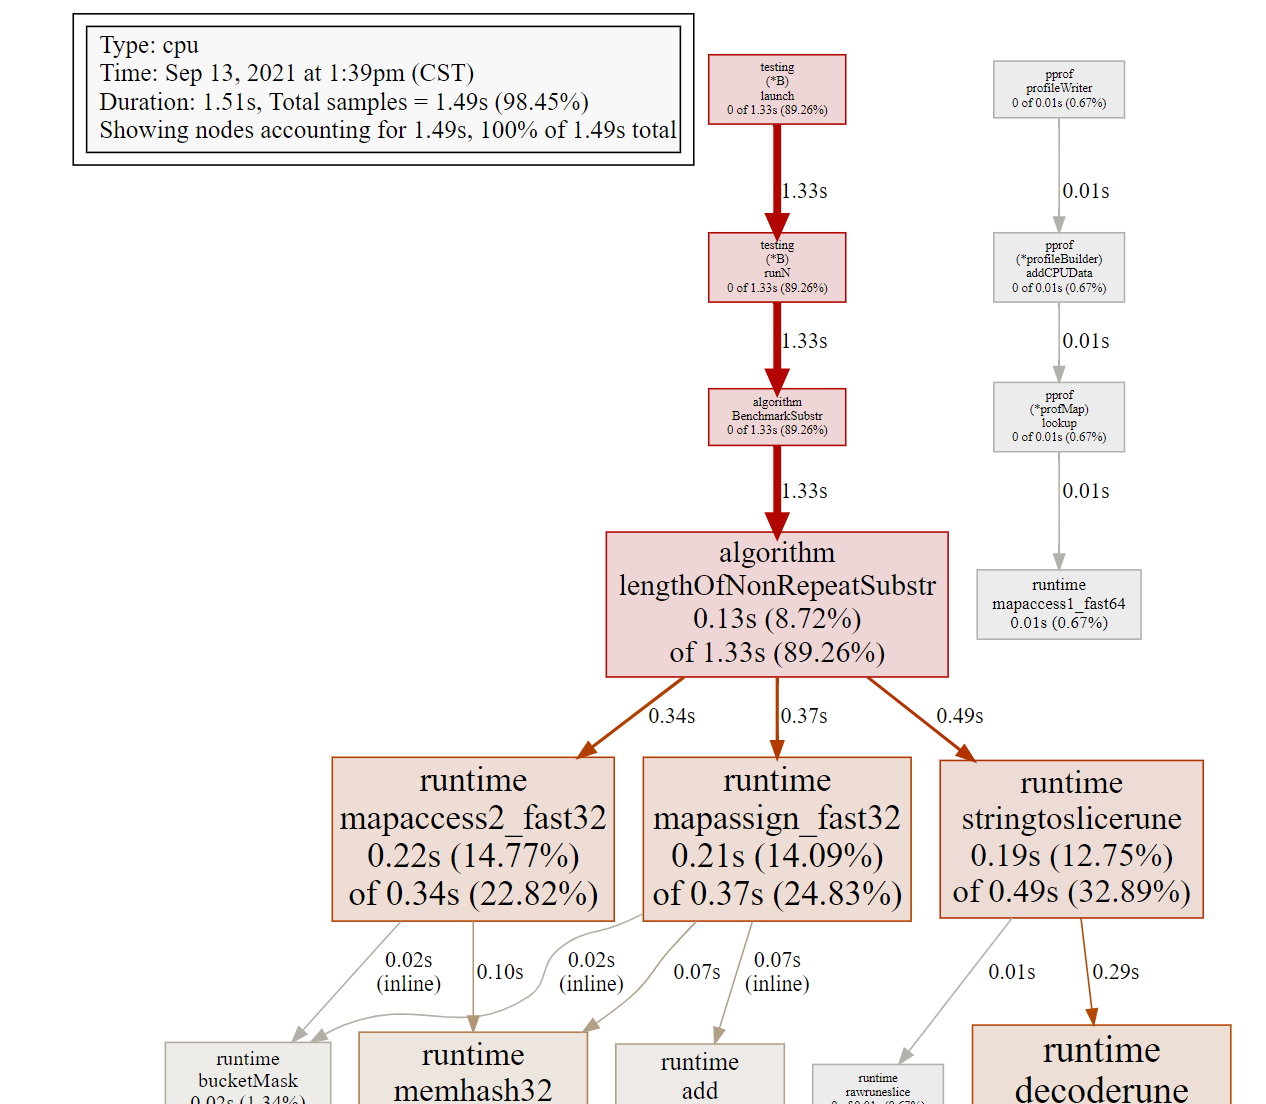 Type: cpu
Time: Sep 13, 2021 at 1:39pm (CST)
Duration: 1.51s, Total samples = 1.49s (98.45%)
Showing nodes accounting for 1.49s, 100% of 1.49s total
testing
(*B)
launch
0 of 1.33s (89.26%)
pprof
profileWriter
0 of 0.01s (0.67%)
1.33s
0.01s
testing
(*B)
runN
0 of 1.33s (89.26%)
pprof
(*profileBuilder)
addCPUData
0 of 0.01s (0.67%)
1.33s
0.01s
algorithm
BenchmarkSubstr
0 of 1.33s (89.26%)
pprof
(*profMap)
lookup
0 of 0.01s (0.67%)
1.33s
0.01s
algorithm
lengthOfNonRepeatSubstr
0.13s (8.72%)
of 1.33s (89.26%)
runtime
mapaccess1_fast64
0.01s (0.67%)
0.34s
0.37s
0.49s
runtime
mapaccess2_fast32
0.22s (14.77%)
of 0.34s (22.82%)
runtime
mapassign_fast32
0.21s (14.09%)
of 0.37s (24.83%)
runtime
stringtoslicerune
0.19s (12.75%)
of 0.49s (32.89%)
0.02s
(inline)
0.10s
0.02s
(inline)
0.07s
0.07s
(inline)
0.01s
0.29s
runtime
bucketMask
0.02s (1.34%)
runtime
memhash32
runtime
add
runtime
rawruneslice
0 of 0.01s (0.67%)
runtime
decoderune